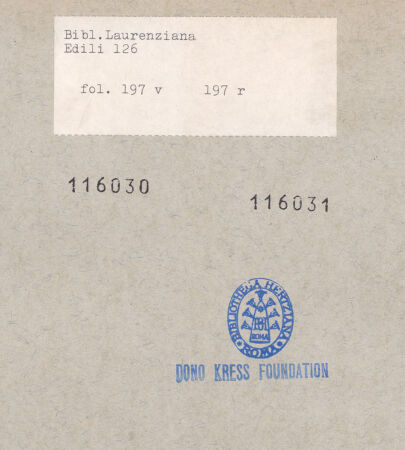 Bibl.Laurenziana
Edili 126
fol. 197 v 197 r
116030
116031
BIBLIOTHECA HERTZIANA
ROMA
DONO KRESS FOUNDATION